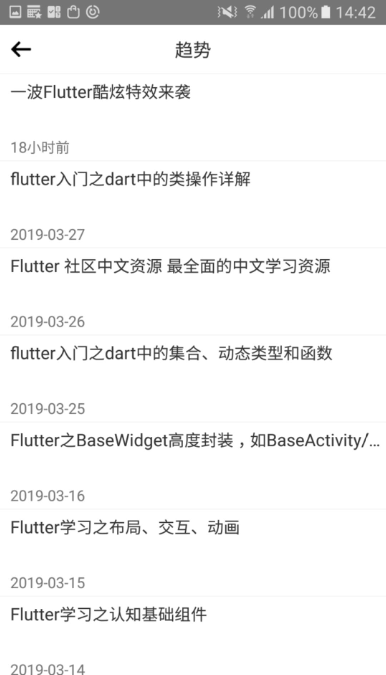 100% 14:42
趋势
一波Flutter酷炫特效来袭
18小时前
flutter入门之dart中的类操作详解
2019-03-27
Flutter 社区中文资源 最全面的中文学习资源
2019-03-26
flutter入门之dart中的集合、动态类型和函数
2019-03-25
Flutter之BaseWidget高度封装，如BaseActivity/...
2019-03-16
Flutter学习之布局、交互、动画
2019-03-15
Flutter学习之认知基础组件
2019-03-14